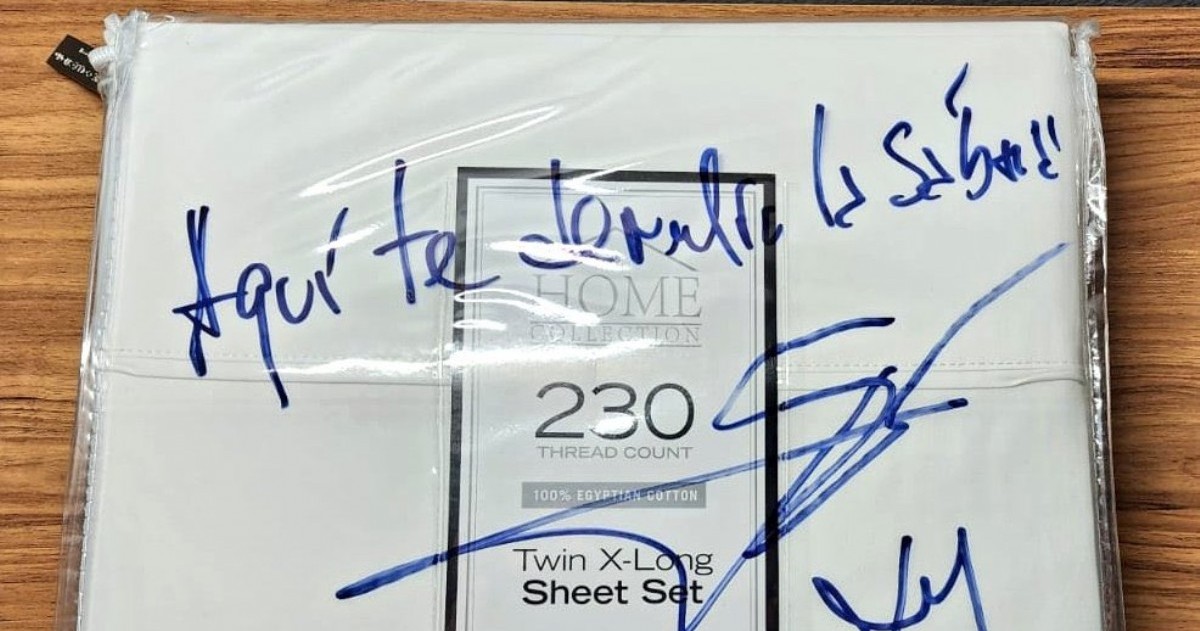 Aquí te devuelvo la sábana!!
HOME
COLLECTION
230
THREAD COUNT
100% EGYPTIAN COTTON
Twin X-Long
Sheet Set